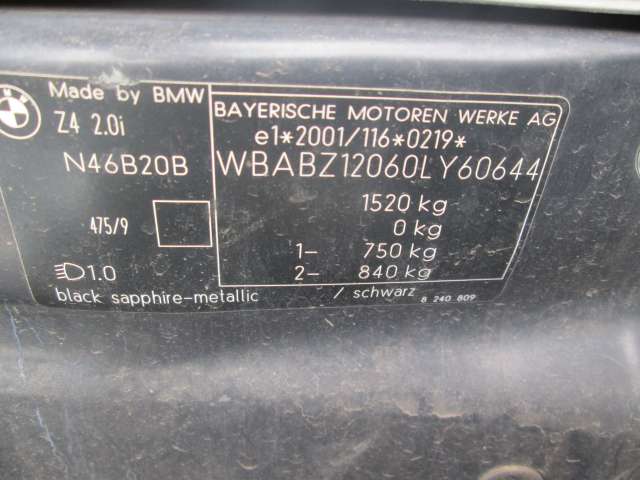 Made by BMW
Z4 2.0i
N46B20B
475/9
1.0
black sapphire-metallic / schwarz
BAYERISCHE MOTOREN WERKE AG
e1*2001/116*0219*
WBABZ12060LY60644
1520 kg
0 kg
1- 750 kg
2- 840 kg
8 240 809